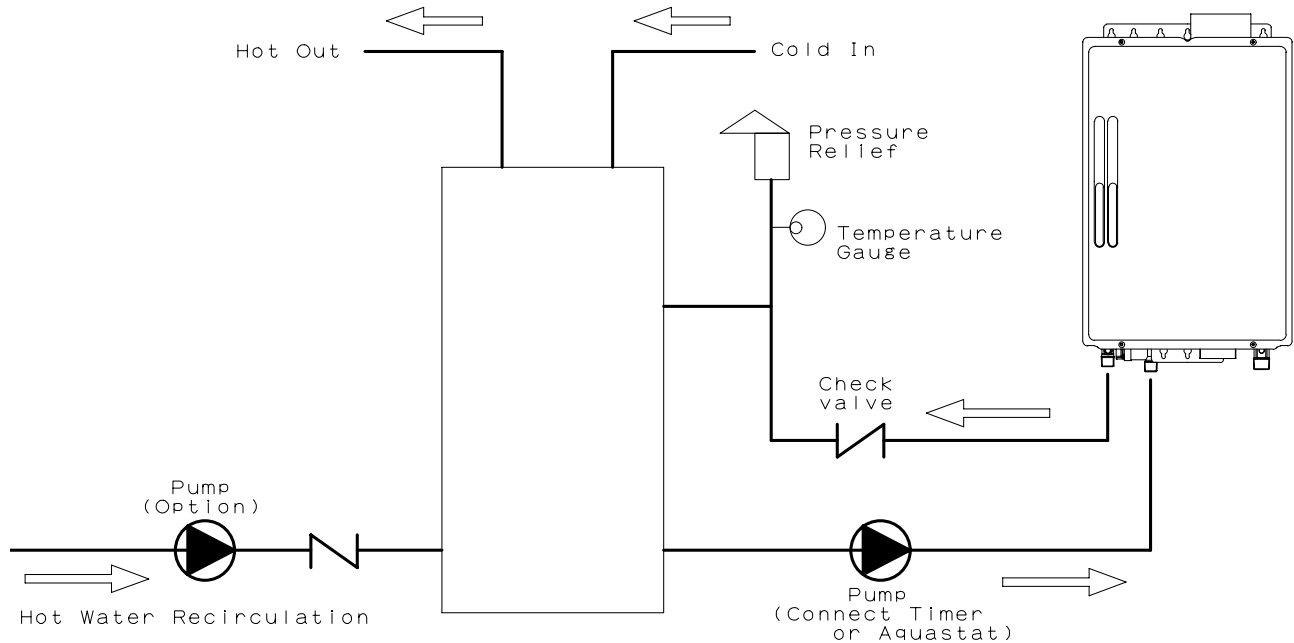 Hot Out
Cold In
Pressure
Relief
Temperature
Gauge
Check
valve
Pump
(Option)
Hot Water Recirculation
Pump
(Connect Timer
or Aquastat)